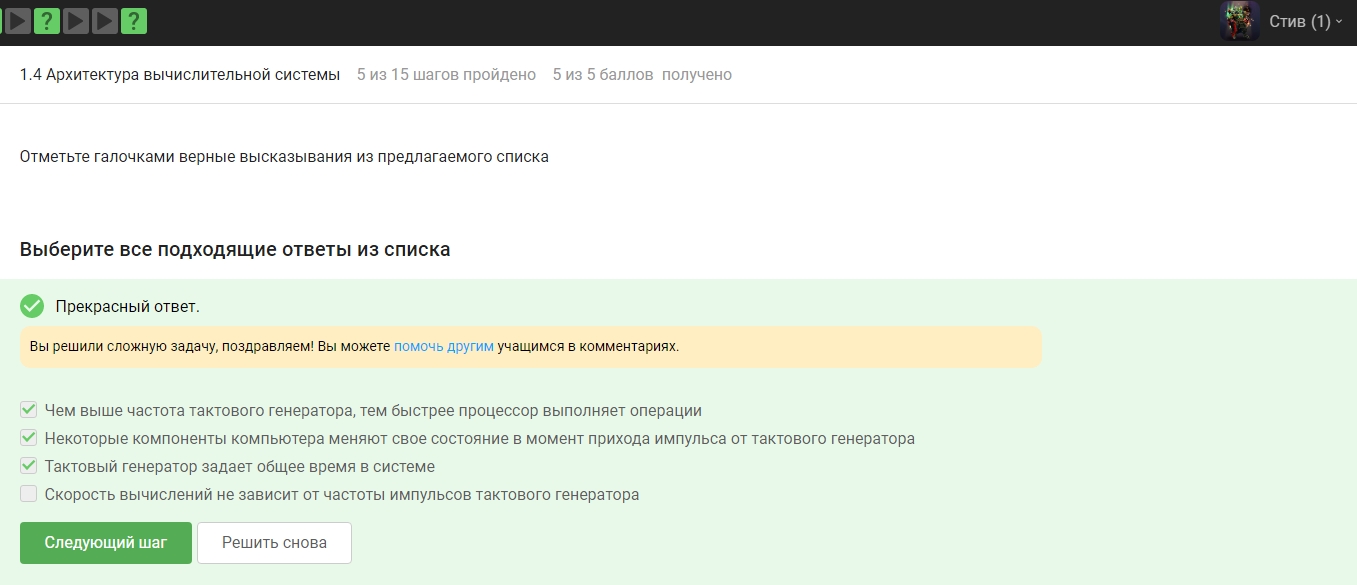 ? ? Стив (1)
1.4 Архитектура вычислительной системы 5 из 15 шагов пройдено 5 из 5 баллов получено
Отметьте галочками верные высказывания из предлагаемого списка
Выберите все подходящие ответы из списка
Прекрасный ответ.
Вы решили сложную задачу, поздравляем! Вы можете помочь другим учащимся в комментариях.
Чем выше частота тактового генератора, тем быстрее процессор выполняет операции
Некоторые компоненты компьютера меняют свое состояние в момент прихода импульса от тактового генератора
Тактовый генератор задает общее время в системе
Скорость вычислений не зависит от частоты импульсов тактового генератора
Следующий шаг Решить снова